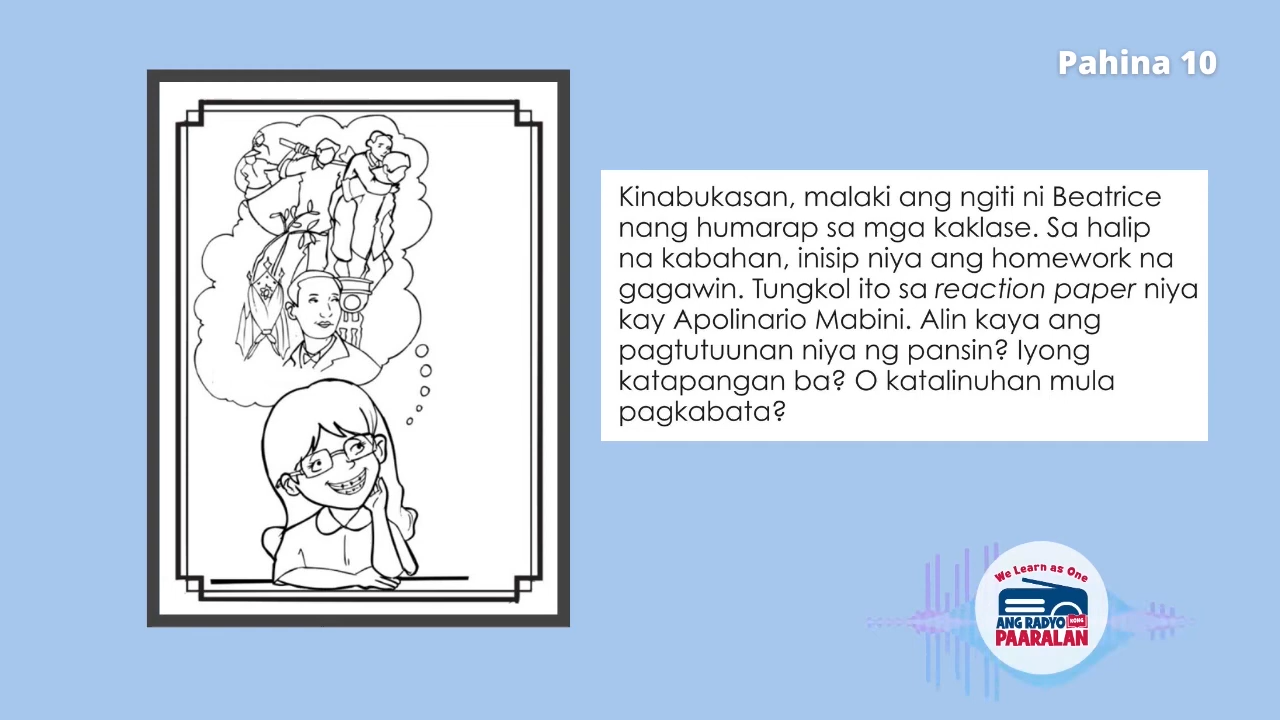 Pahina 10
Kinabukasan, malaki ang ngiti ni Beatrice
nang humarap sa mga kaklase. Sa halip
na kabahan, inisip niya ang homework na
gagawin. Tungkol ito sa reaction paper niya
kay Apolinario Mabini. Alin kaya ang
pagtutuunan niya ng pansin? Iyong
katapangan ba? O katalinuhan mula
pagkabata?
We Learn as One
ANG RADYO KONG
PAARALAN